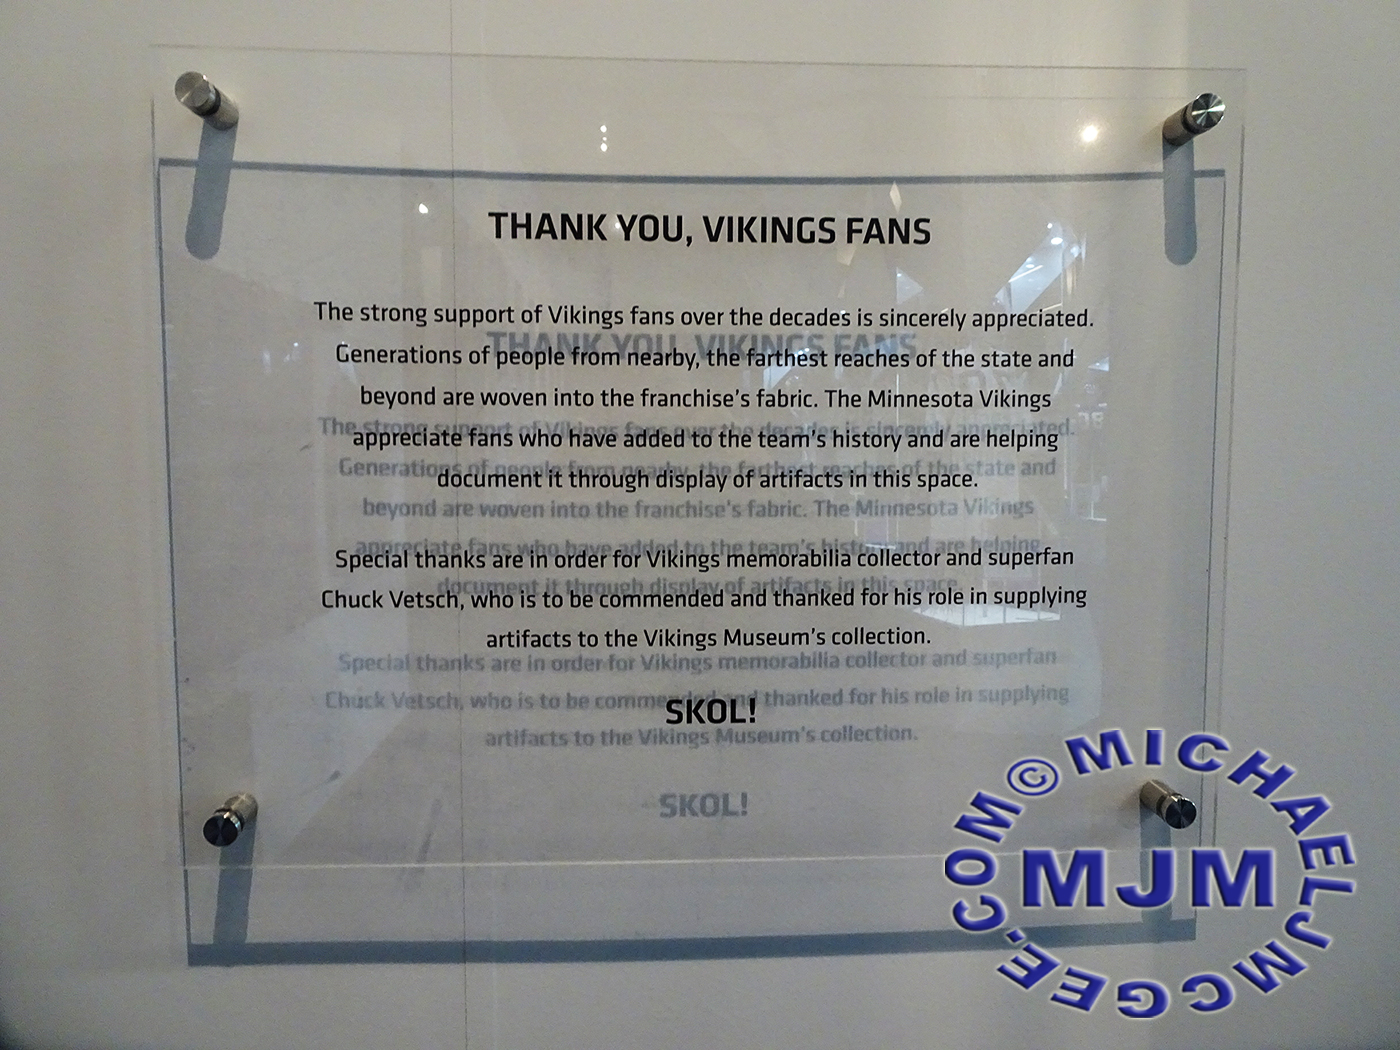 THANK YOU, VIKINGS FANS
The strong support of Vikings fans over the decades is sincerely appreciated.
Generations of people from nearby, the farthest reaches of the state and
beyond are woven into the franchise's fabric. The Minnesota Vikings
appreciate fans who have added to the team's history and are helping
document it through display of artifacts in this space.
Special thanks are in order for Vikings memorabilia collector and superfan
Chuck Vetsch, who is to be commended and thanked for his role in supplying
artifacts to the Vikings Museum's collection.
SKOL!
© MICHAELJMCGEE.COM
MJM